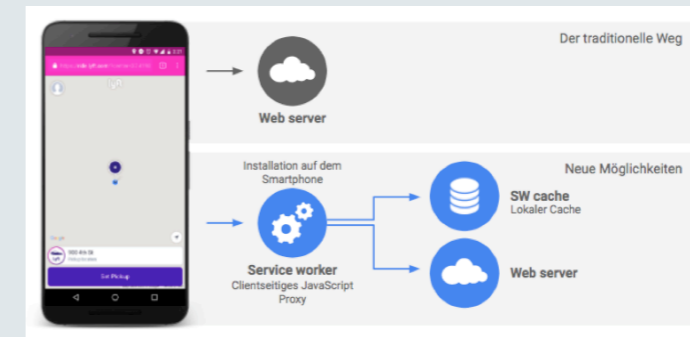 Der traditionelle Weg
Web server
Installation auf dem
Smartphone
Neue Möglichkeiten
SW cache
Lokaler Cache
Service worker
Clientseitiges JavaScript
Proxy
Web server
Google
Set Pickup